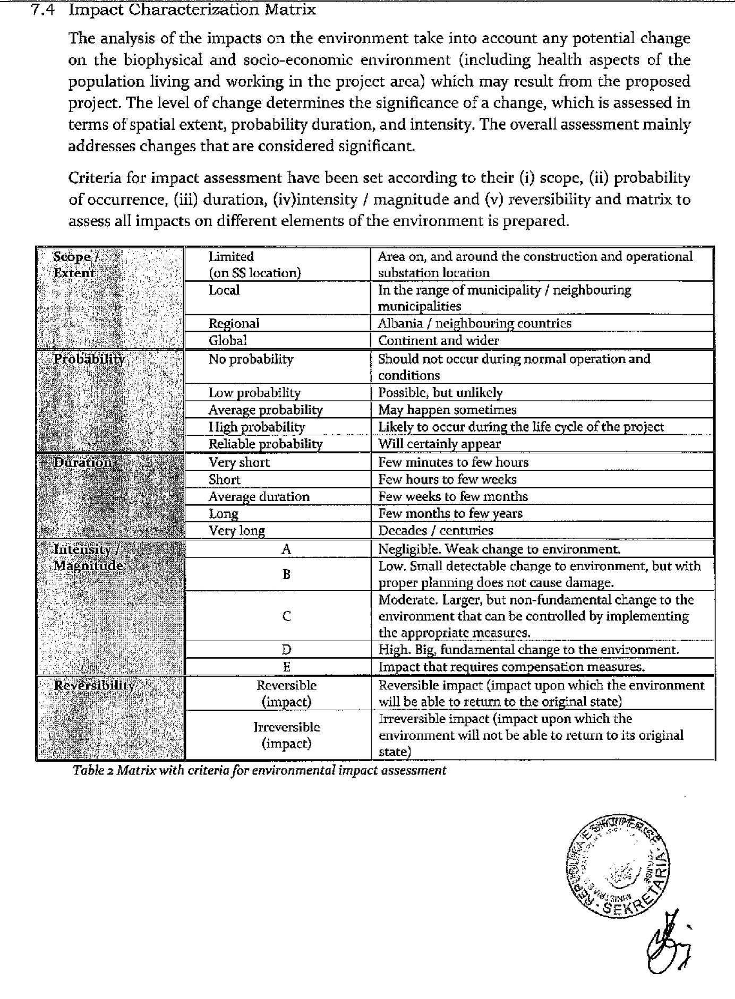 7.4 Impact Characterization Matrix
The analysis of the impacts on the environment take into account any potential change
on the biophysical and socio-economic environment (including health aspects of the
population living and working in the project area) which may result from the proposed
project. The level of change determines the significance of a change, which is assessed in
terms of spatial extent, probability duration, and intensity. The overall assessment mainly
addresses changes that are considered significant.
Criteria for impact assessment have been set according to their (i) scope, (ii) probability
of occurrence, (iii) duration, (iv)intensity / magnitude and (v) reversibility and matrix to
assess all impacts on different elements of the environment is prepared.
Scope / Limited Area on, and around the construction and operational
Extent (on SS location) substation location
Local In the range of municipality / neighbouring
municipalities
Regional Albania / neighbouring countries
Global Continent and wider
Probability No probability Should not occur during normal operation and
conditions
Low probability Possible, but unlikely
Average probability May happen sometimes
High probability Likely to occur during the life cycle of the project
Reliable probability Will certainly appear
Duration Very short Few minutes to few hours
Short Few hours to few weeks
Average duration Few weeks to few months
Long Few months to few years
Very long Decades / centuries
Intensity / A Negligible. Weak change to environment.
Magnitude
B Low. Small detectable change to environment, but with
proper planning does not cause damage.
C Moderate. Larger, but non-fundamental change to the
environment that can be controlled by implementing
the appropriate measures.
D High. Big, fundamental change to the environment.
E Impact that requires compensation measures.
Reversibility Reversible Reversible impact (impact upon which the environment
(impact) will be able to return to the original state)
Irreversible Irreversible impact (impact upon which the
(impact) environment will not be able to return to its original
state)
Table 2 Matrix with criteria for environmental impact assessment
REPUBLIKA E SHQIPËRISË
SEKRETARIA